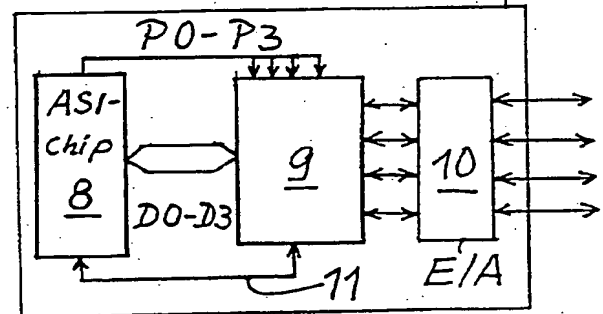 P0-P3
ASI-
Chip
8
9
10
D0-D3
E/A
11